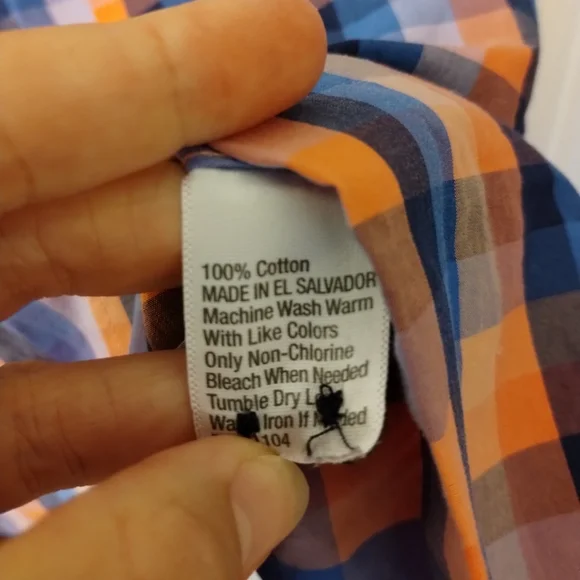 100% Cotton
MADE IN EL SALVADOR
Machine Wash Warm
With Like Colors
Only Non-Chlorine
Bleach When Needed
Tumble Dry
Iron If
104